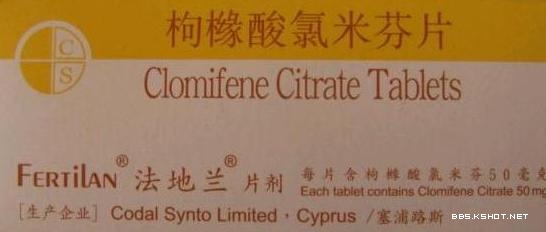 C
S
枸橼酸氯米芬片
Clomifene Citrate Tablets
FERTILAN® 法地兰® 片剂
每片含枸橼酸氯米芬50毫克
Each tablet contains Clomifene Citrate 50 mg
[生产企业] Codal Synto Limited, Cyprus /塞浦路斯
BBS.KSHOT.NET